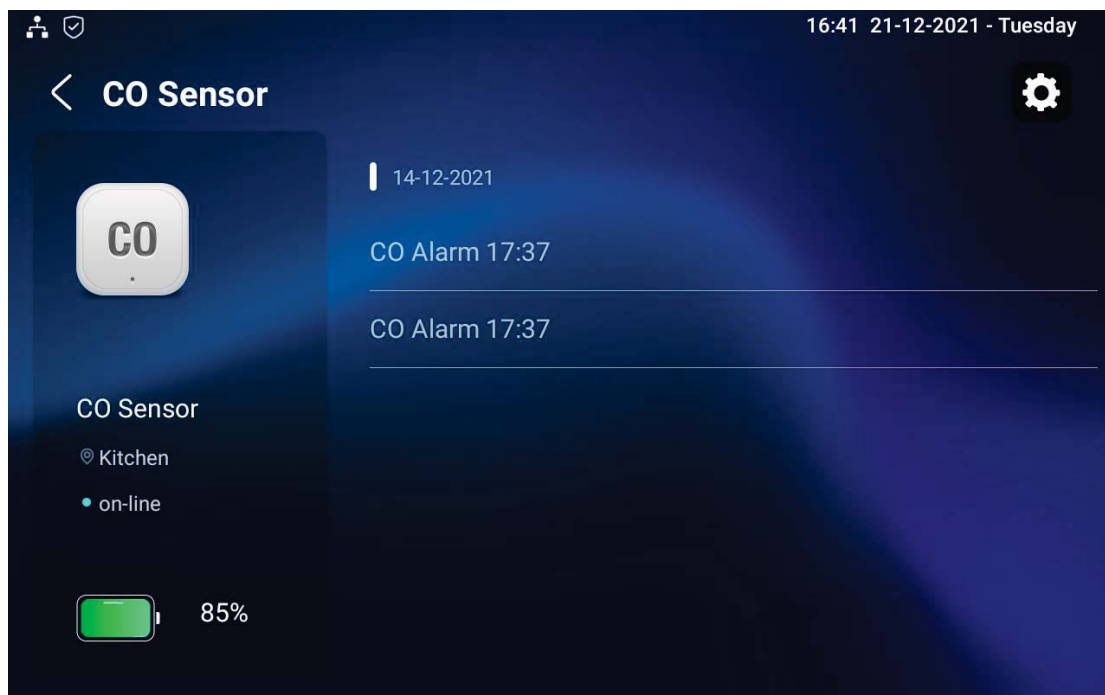 16:41 21-12-2021 - Tuesday
CO Sensor
14-12-2021
CO
CO Alarm 17:37
CO Alarm 17:37
CO Sensor
Kitchen
on-line
85%